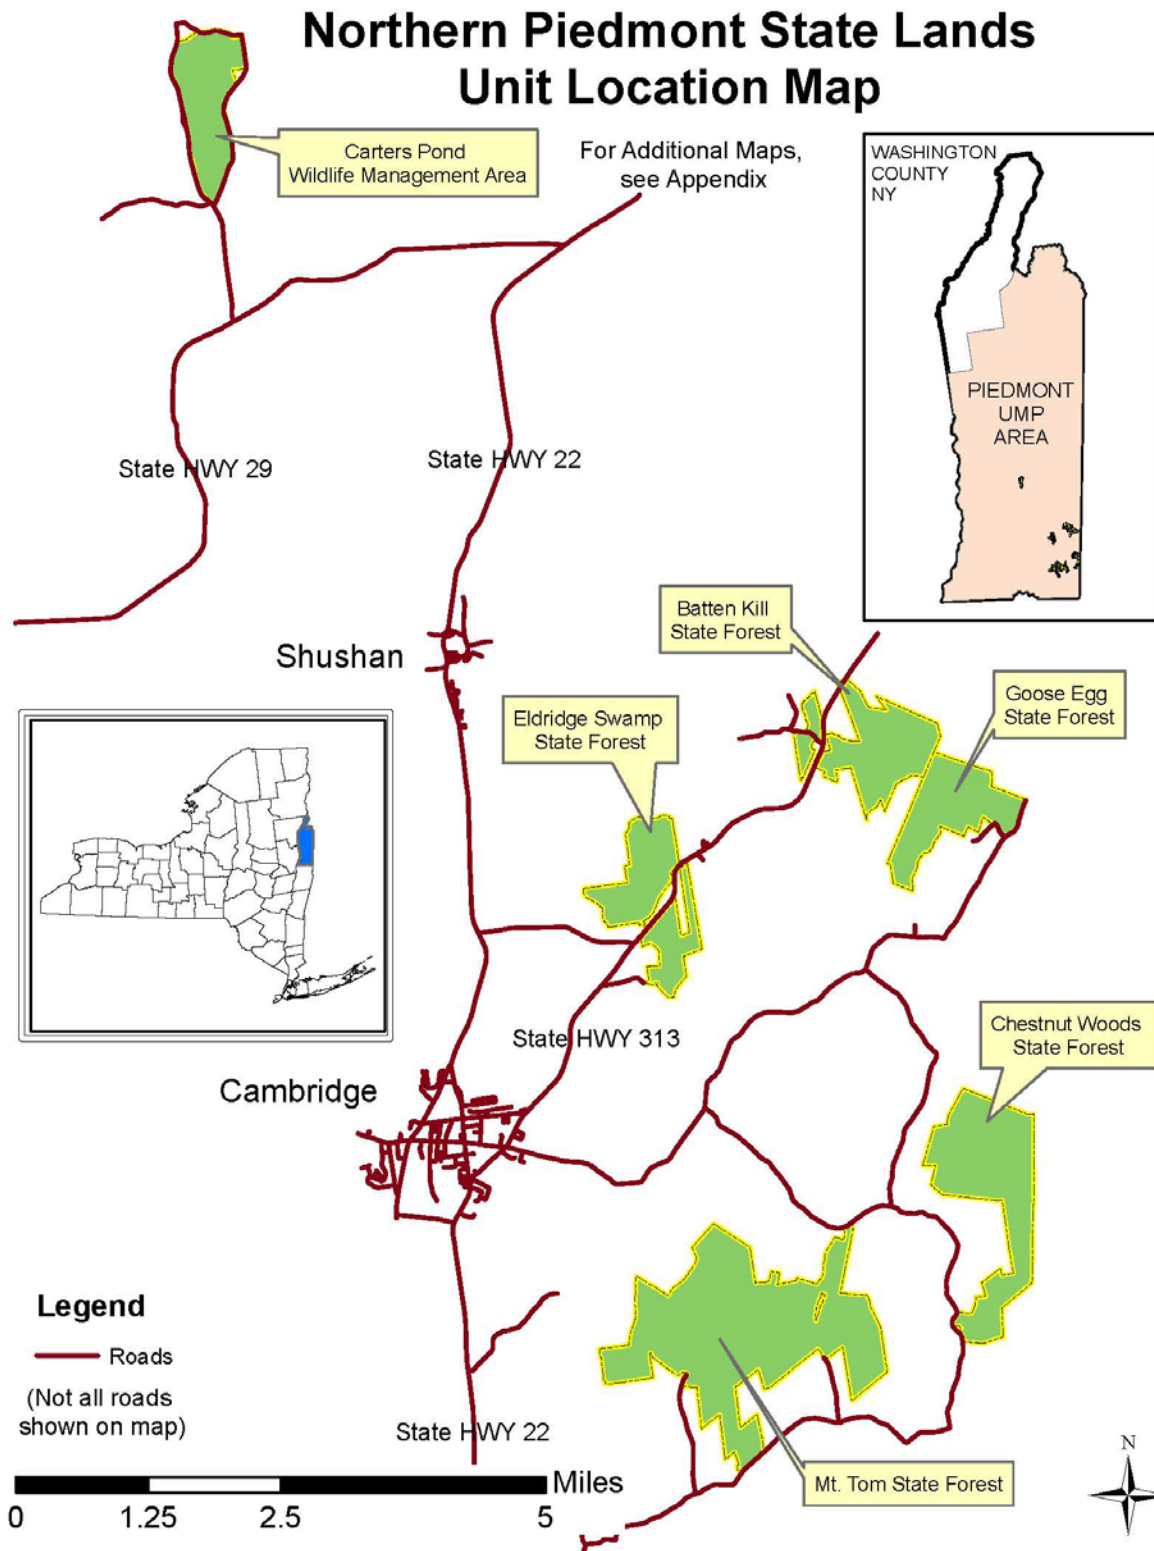 Northern Piedmont State Lands
Unit Location Map
Carters Pond
Wildlife Management Area
For Additional Maps,
see Appendix
WASHINGTON
COUNTY
NY
PIEDMONT
UMP
AREA
State HWY 29
State HWY 22
Batten Kill
State Forest
Shushan
Goose Egg
State Forest
Eldridge Swamp
State Forest
Chestnut Woods
State Forest
State HWY 313
Cambridge
Legend
Roads
(Not all roads
shown on map)
State HWY 22
Mt. Tom State Forest
N
Miles
0 1.25 2.5 5